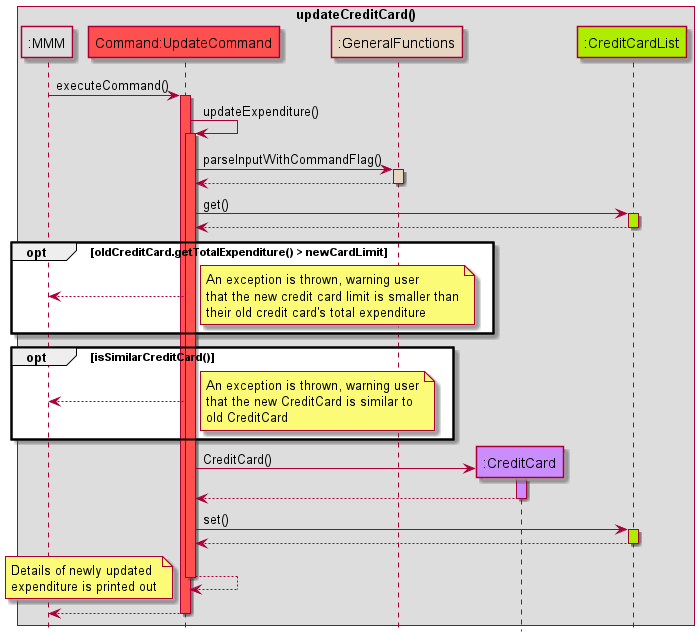 updateCreditCard()
:MMM
Command:UpdateCommand
:GeneralFunctions
:CreditCardList
executeCommand()
updateExpenditure()
parseInputWithCommandFlag()
get()
opt
[oldCreditCard.getTotalExpenditure() > newCardLimit]
An exception is thrown, warning user
that the new credit card limit is smaller than
their old credit card's total expenditure
opt
[isSimilarCreditCard()]
An exception is thrown, warning user
that the new CreditCard is similar to
old CreditCard
CreditCard()
:CreditCard
set()
Details of newly updated
expenditure is printed out